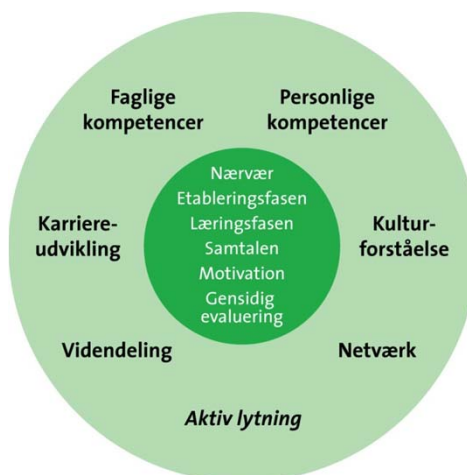 Faglige
kompetencer
Personlige
kompetencer
Nærvær
Etableringsfasen
Læringsfasen
Samtalen
Motivation
Gensidig
evaluering
Karriere-
udvikling
Kultur-
forståelse
Videndeling
Netværk
Aktiv lytning